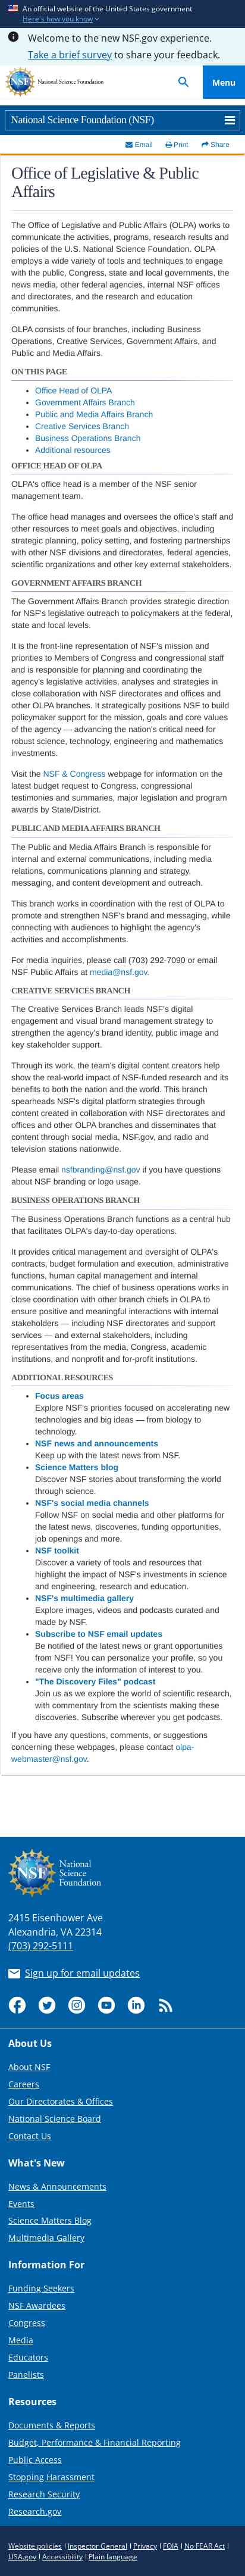 An official website of the United States government
Here's how you know
Welcome to the new NSF.gov experience.
Take a brief survey to share your feedback.
NSF
National Science Foundation
Menu
National Science Foundation (NSF)
Email Print Share
Office of Legislative & Public
Affairs
The Office of Legislative and Public Affairs (OLPA) works to
communicate the activities, programs, research results and
policies of the U.S. National Science Foundation. OLPA
employs a wide variety of tools and techniques to engage
with the public, Congress, state and local governments, the
news media, other federal agencies, internal NSF offices
and directorates, and the research and education
communities.
OLPA consists of four branches, including Business
Operations, Creative Services, Government Affairs, and
Public and Media Affairs.
ON THIS PAGE
Office Head of OLPA
Government Affairs Branch
Public and Media Affairs Branch
Creative Services Branch
Business Operations Branch
Additional resources
OFFICE HEAD OF OLPA
OLPA's office head is a member of the NSF senior
management team.
The office head manages and oversees the office's staff and
other resources to meet goals and objectives, including
strategic planning, policy setting, and fostering partnerships
with other NSF divisions and directorates, federal agencies,
scientific organizations and other key external stakeholders.
GOVERNMENT AFFAIRS BRANCH
The Government Affairs Branch provides strategic direction
for NSF's legislative outreach to policymakers at the federal,
state and local levels.
It is the front-line representation of NSF's mission and
priorities to Members of Congress and congressional staff
and is responsible for formulating and executing the
agency's legislative activities, analyses and strategies in
close collaboration with NSF directorates and offices and
other OLPA branches. It also develops strategies to convey
NSF's mission and position to a wide range of stakeholders
and audiences — demonstrating the vital nature of a
robust science, technology, engineering and mathematics
environment.
Visit the NSF & Congress webpage for information on the
latest budget request to Congress, congressional
testimonies and summaries, major legislation and program
awards by State/District.
PUBLIC AND MEDIA AFFAIRS BRANCH
The Public and Media Affairs Branch is responsible for
internal and external communications, including media
relations, communications planning and strategy,
messaging, and content development and outreach.
This branch works in coordination with the rest of OLPA to
promote and strengthen NSF's brand and messaging, while
connecting with audiences to highlight the agency's
activities and accomplishments.
For media inquiries, please call (703) 292-7090 or email
NSF Public Affairs at media@nsf.gov.
CREATIVE SERVICES BRANCH
The Creative Services Branch leads NSF's digital
engagement and visual brand management strategy to
promote the agency's brand identity, public image and
key content shared.
Through its work, the team's digital content creators help
show the real-world impact of NSF-funded research and its
benefits to the nation and the world. This branch
spearheads NSF's digital platform strategies through
content created in collaboration with NSF directorates and
offices and other OLPA branches and disseminates that
content through social media, NSF.gov, and radio and
television stations nationwide.
Please email nsfbranding@nsf.gov if you have questions
about NSF branding or logo usage.
BUSINESS OPERATIONS BRANCH
The Business Operations Branch functions as a central hub
that facilitates OLPA's day-to-day operations.
It provides critical management and oversight of OLPA's
contracts, budget formulation and execution, human
capital management, and internal communications. The
chief of business operations works in close coordination
with other branch chiefs in OLPA to ensure efficient and
timely interactions with internal stakeholders — including
NSF staff, directorates and support services — and external
stakeholders, including representatives from the media,
Congress, academic institutions and for-profit and
nonprofit institutions.
ADDITIONAL RESOURCES
Focus areas
Explore NSF's priorities focused on accelerating new
technologies and big ideas — from biology to
technology.
NSF news and announcements
Keep up with the latest news from NSF.
Science Matters blog
Discover NSF stories about transforming the world
through science.
NSF's social media channels
Follow NSF on social media and other platforms for
the latest news, discoveries, funding opportunities,
job openings and more.
NSF toolkit
Discover a variety of tools and resources that
highlight the impact of NSF's investments in science
and engineering research and education.
NSF's multimedia gallery
Explore images, videos and podcasts curated and
made by NSF.
Subscribe to NSF email updates
Be notified of the latest news or grant opportunities
from NSF! You can personalize your profile, so you
receive only the info that is of interest to you.
"The Discovery Files" podcast
Join us as we explore the world of scientific research,
with commentary from the scientists making these
discoveries. Subscribe wherever you get podcasts.
If you have any questions, comments, or suggestions
concerning these webpages, please contact olpa-
webmaster@nsf.gov.
NSF
National
Science
Foundation
2415 Eisenhower Ave
Alexandria, VA 22314
(703) 292-5111
Sign up for email updates
About Us
About NSF
Careers
Our Directorates & Offices
National Science Board
Contact Us
What's New
News & Announcements
Events
Science Matters Blog
Multimedia Gallery
Information For
Funding Seekers
NSF Awardees
Congress
Media
Educators
Panelists
Resources
Documents & Reports
Budget, Performance & Financial Reporting
Public Access
Stopping Harassment
Research Security
Research.gov
Website policies | Inspector General | Privacy | FOIA | No FEAR Act |
USA.gov | Accessibility | Plain language